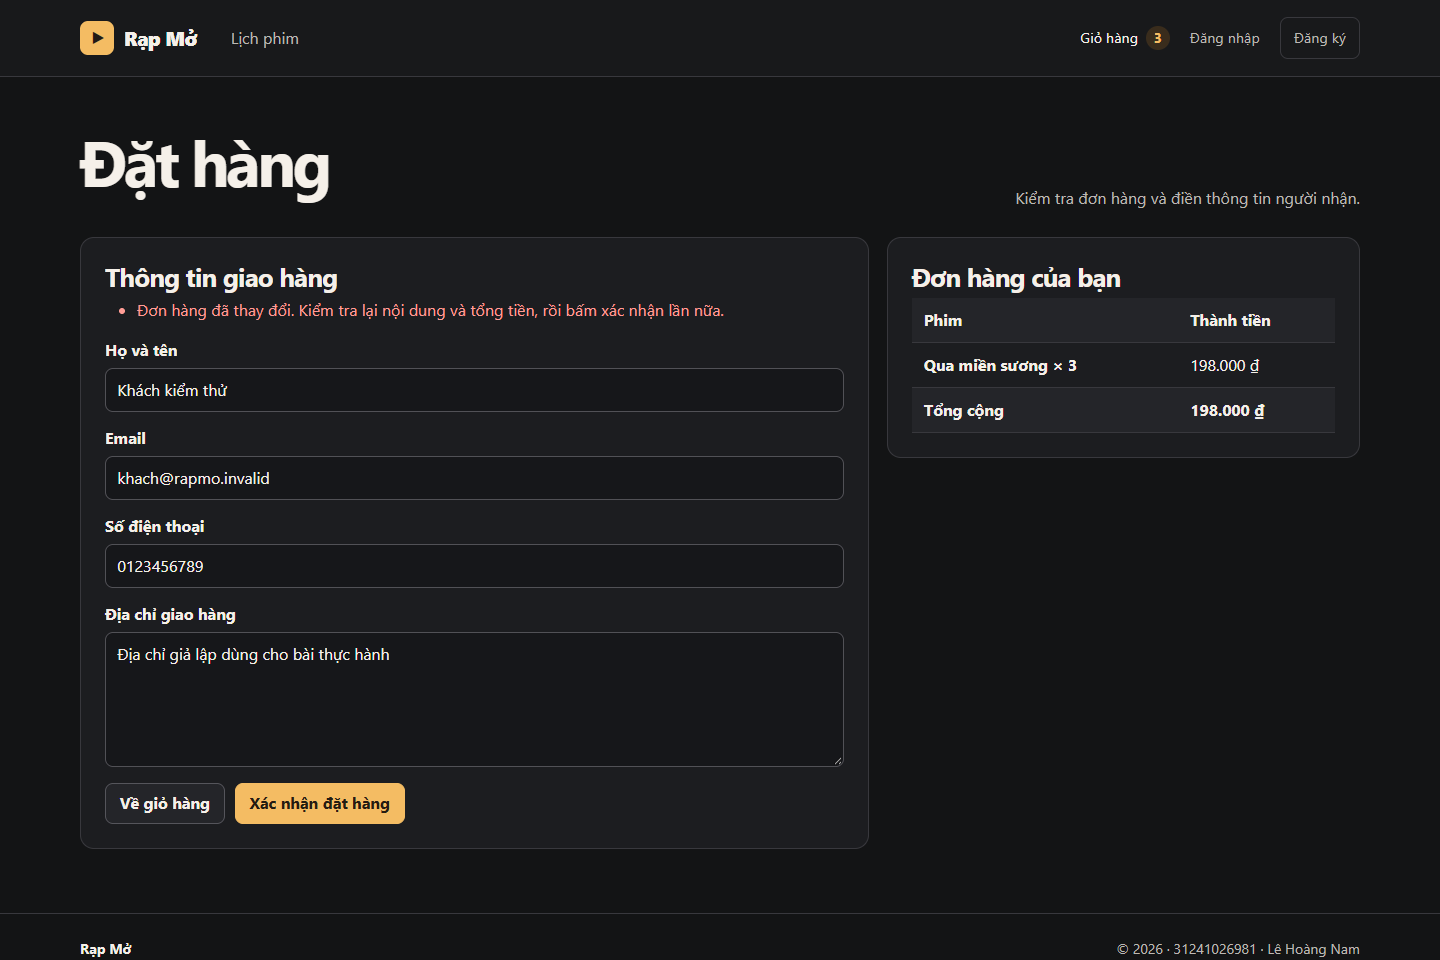 Rạp Mở
Lịch phim
Giỏ hàng 3
Đăng nhập
Đăng ký
Đặt hàng
Kiểm tra đơn hàng và điền thông tin người nhận.
Thông tin giao hàng
• Đơn hàng đã thay đổi. Kiểm tra lại nội dung và tổng tiền, rồi bấm xác nhận lần nữa.
Họ và tên
Khách kiểm thử
Email
khach@rapmo.invalid
Số điện thoại
0123456789
Địa chỉ giao hàng
Địa chỉ giả lập dùng cho bài thực hành
Về giỏ hàng
Xác nhận đặt hàng
Đơn hàng của bạn
Phim Thành tiền
Qua miền sương × 3 198.000 ₫
Tổng cộng 198.000 ₫
Rạp Mở
© 2026 · 31241026981 · Lê Hoàng Nam